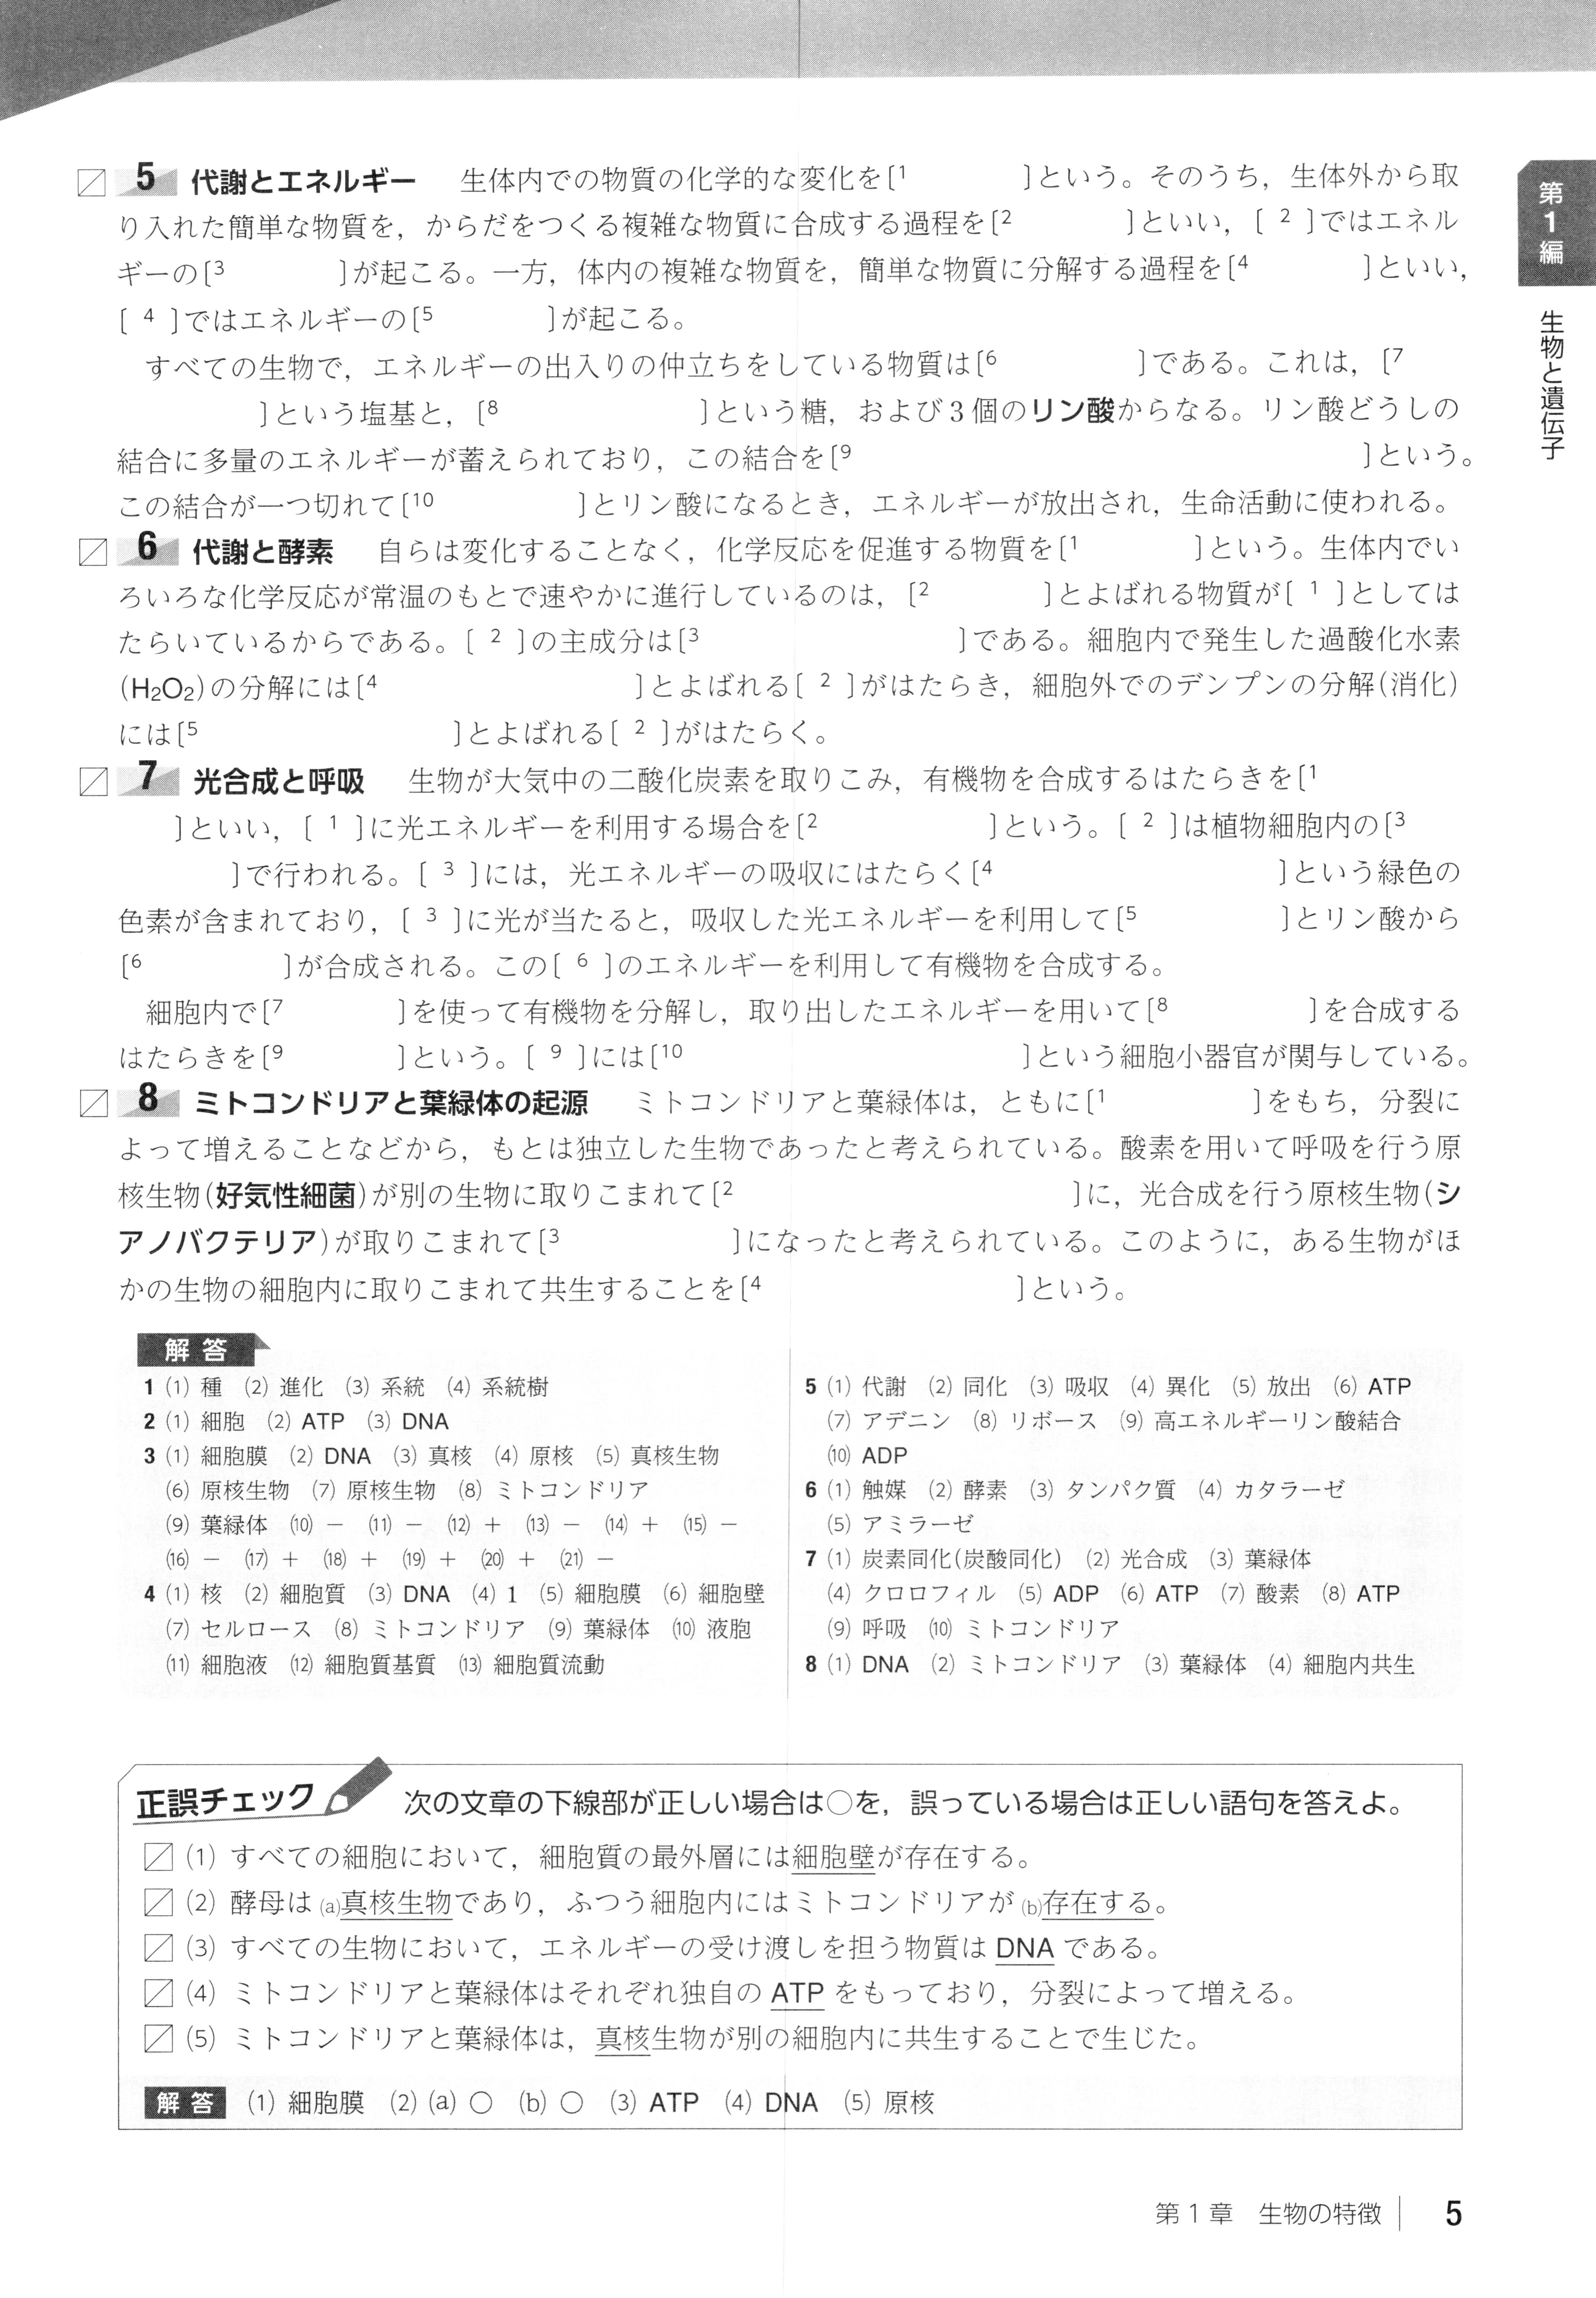 5 代謝とエネルギー 生体内での物質の化学的な変化を[1 ]という。そのうち，生体外から取
り入れた簡単な物質を，からだをつくる複雑な物質に合成する過程を[2 ]といい，[ 2 ]ではエネル
ギーの[3 ]が起こる。一方，体内の複雑な物質を，簡単な物質に分解する過程を[4 ]といい，
[ 4 ]ではエネルギーの[5 ]が起こる。
すべての生物で，エネルギーの出入りの仲立ちをしている物質は[6 ]である。これは，[7
]という塩基と，[8 ]という糖，および3個のリン酸からなる。リン酸どうしの
結合に多量のエネルギーが蓄えられており，この結合を[9 ]という。
この結合が一つ切れて[10 ]とリン酸になるとき，エネルギーが放出され，生命活動に使われる。
6 代謝と酵素 自らは変化することなく，化学反応を促進する物質を[1 ]という。生体内でい
ろいろな化学反応が常温のもとで速やかに進行しているのは，[2 ]とよばれる物質が[ 1 ]としては
たらいているからである。[ 2 ]の主成分は[3 ]である。細胞内で発生した過酸化水素
(H₂O₂)の分解には[4 ]とよばれる[ 2 ]がはたらき，細胞外でのデンプンの分解(消化)
には[5 ]とよばれる[ 2 ]がはたらく。
7 光合成と呼吸 生物が大気中の二酸化炭素を取りこみ，有機物を合成するはたらきを[1
]といい，[ 1 ]に光エネルギーを利用する場合を[2 ]という。[ 2 ]は植物細胞内の[3
]で行われる。[ 3 ]には，光エネルギーの吸収にはたらく[4 ]という緑色の
色素が含まれており，[ 3 ]に光が当たると，吸収した光エネルギーを利用して[5 ]とリン酸から
[6 ]が合成される。この[ 6 ]のエネルギーを利用して有機物を合成する。
細胞内で[7 ]を使って有機物を分解し，取り出したエネルギーを用いて[8 ]を合成する
はたらきを[9 ]という。[ 9 ]には[10 ]という細胞小器官が関与している。
8 ミトコンドリアと葉緑体の起源 ミトコンドリアと葉緑体は，ともに[1 ]をもち，分裂に
よって増えることなどから，もとは独立した生物であったと考えられている。酸素を用いて呼吸を行う原
核生物(好気性細菌)が別の生物に取りこまれて[2 ]に，光合成を行う原核生物(シ
アノバクテリア)が取りこまれて[3 ]になったと考えられている。このように，ある生物がほ
かの生物の細胞内に取りこまれて共生することを[4 ]という。
解答
1 (1) 種 (2) 進化 (3) 系統 (4) 系統樹
2 (1) 細胞 (2) ATP (3) DNA
3 (1) 細胞膜 (2) DNA (3) 真核 (4) 原核 (5) 真核生物
(6) 原核生物 (7) 原核生物 (8) ミトコンドリア
(9) 葉緑体 (10) － (11) － (12) ＋ (13) － (14) ＋ (15) －
(16) － (17) ＋ (18) ＋ (19) ＋ (20) ＋ (21) －
4 (1) 核 (2) 細胞質 (3) DNA (4) 1 (5) 細胞膜 (6) 細胞壁
(7) セルロース (8) ミトコンドリア (9) 葉緑体 (10) 液胞
(11) 細胞液 (12) 細胞質基質 (13) 細胞質流動
5 (1) 代謝 (2) 同化 (3) 吸収 (4) 異化 (5) 放出 (6) ATP
(7) アデニン (8) リボース (9) 高エネルギーリン酸結合
(10) ADP
6 (1) 触媒 (2) 酵素 (3) タンパク質 (4) カタラーゼ
(5) アミラーゼ
7 (1) 炭素同化(炭酸同化) (2) 光合成 (3) 葉緑体
(4) クロロフィル (5) ADP (6) ATP (7) 酸素 (8) ATP
(9) 呼吸 (10) ミトコンドリア
8 (1) DNA (2) ミトコンドリア (3) 葉緑体 (4) 細胞内共生
正誤チェック 次の文章の下線部が正しい場合は○を，誤っている場合は正しい語句を答えよ。
(1) すべての細胞において，細胞質の最外層には細胞壁が存在する。
(2) 酵母は(a)真核生物であり，ふつう細胞内にはミトコンドリアが(b)存在する。
(3) すべての生物において，エネルギーの受け渡しを担う物質は DNA である。
(4) ミトコンドリアと葉緑体はそれぞれ独自の ATP をもっており，分裂によって増える。
(5) ミトコンドリアと葉緑体は，真核生物が別の細胞内に共生することで生じた。
解答 (1) 細胞膜 (2) (a) ○ (b) ○ (3) ATP (4) DNA (5) 原核
第1編
生物と遺伝子
第1章 生物の特徴 5